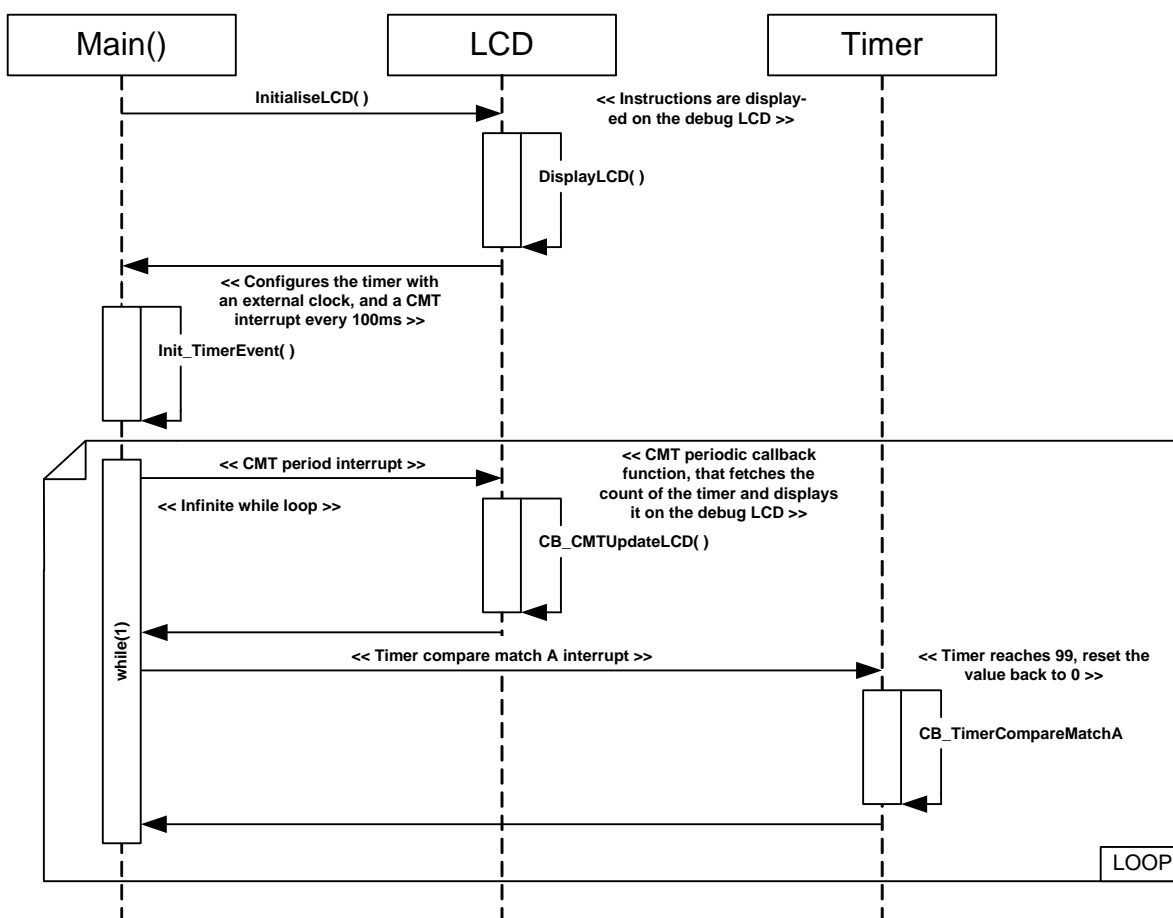 Main()
LCD
Timer
InitialiseLCD( )
<< Instructions are display-
ed on the debug LCD >>
DisplayLCD( )
<< Configures the timer with
an external clock, and a CMT
interrupt every 100ms >>
Init_TimerEvent( )
<< CMT period interrupt >>
<< CMT periodic callback
function, that fetches the
count of the timer and displays
it on the debug LCD >>
<< Infinite while loop >>
CB_CMTUpdateLCD( )
while(1)
<< Timer compare match A interrupt >>
<< Timer reaches 99, reset the
value back to 0 >>
CB_TimerCompareMatchA
LOOP